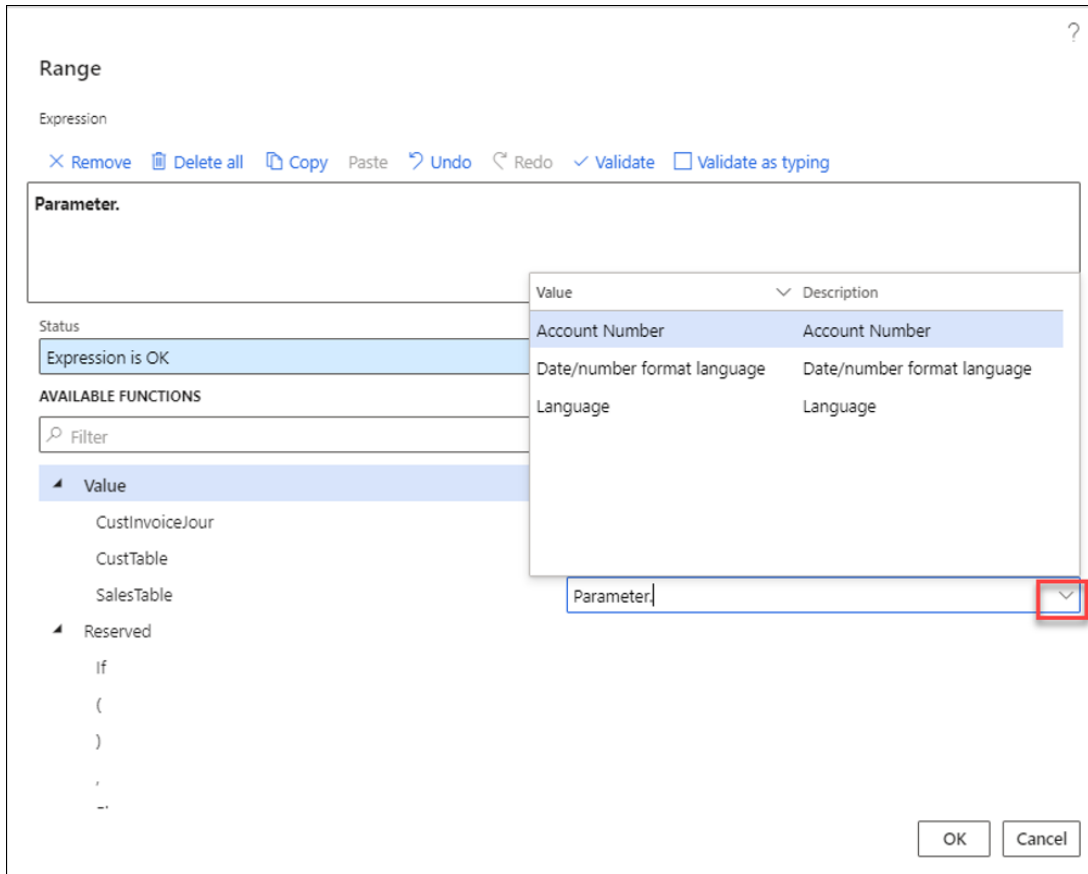 ?
Range
Expression
Remove Delete all Copy Paste Undo Redo Validate Validate as typing
Parameter.
Value Description
Account Number Account Number
Date/number format language Date/number format language
Language Language
Status
Expression is OK
AVAILABLE FUNCTIONS
Filter
Value
CustInvoiceJour
CustTable
SalesTable
Parameter.
Reserved
If
(
)
,
OK Cancel